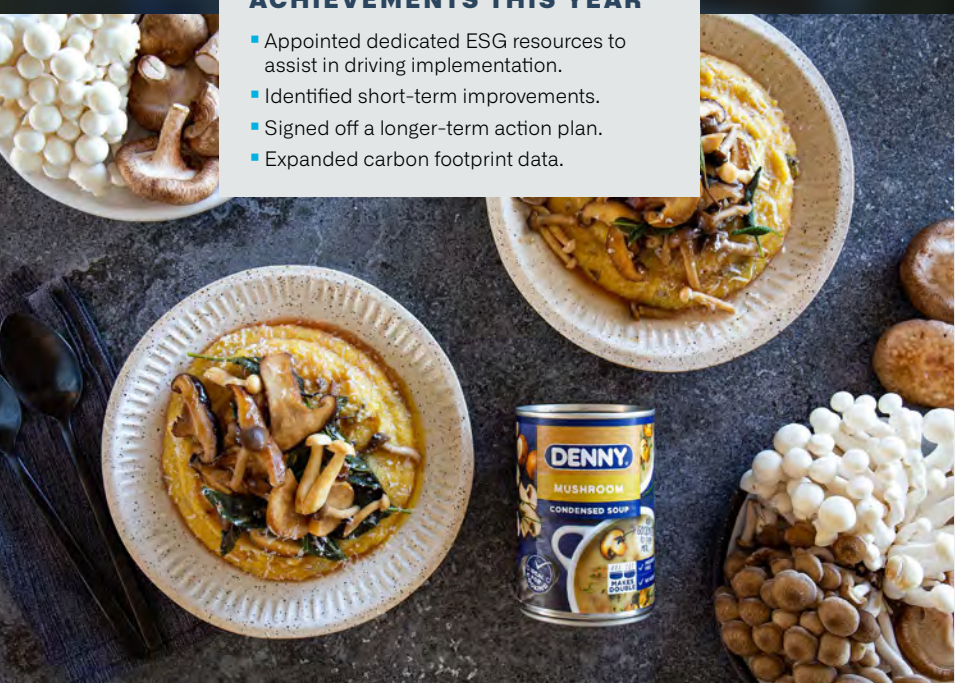 ACHIEVEMENTS THIS YEAR
▪ Appointed dedicated ESG resources to
assist in driving implementation.
▪ Identified short-term improvements.
▪ Signed off a longer-term action plan.
▪ Expanded carbon footprint data.
DENNY
MUSHROOM
CONDENSED SOUP
MAKES
DOUBLE